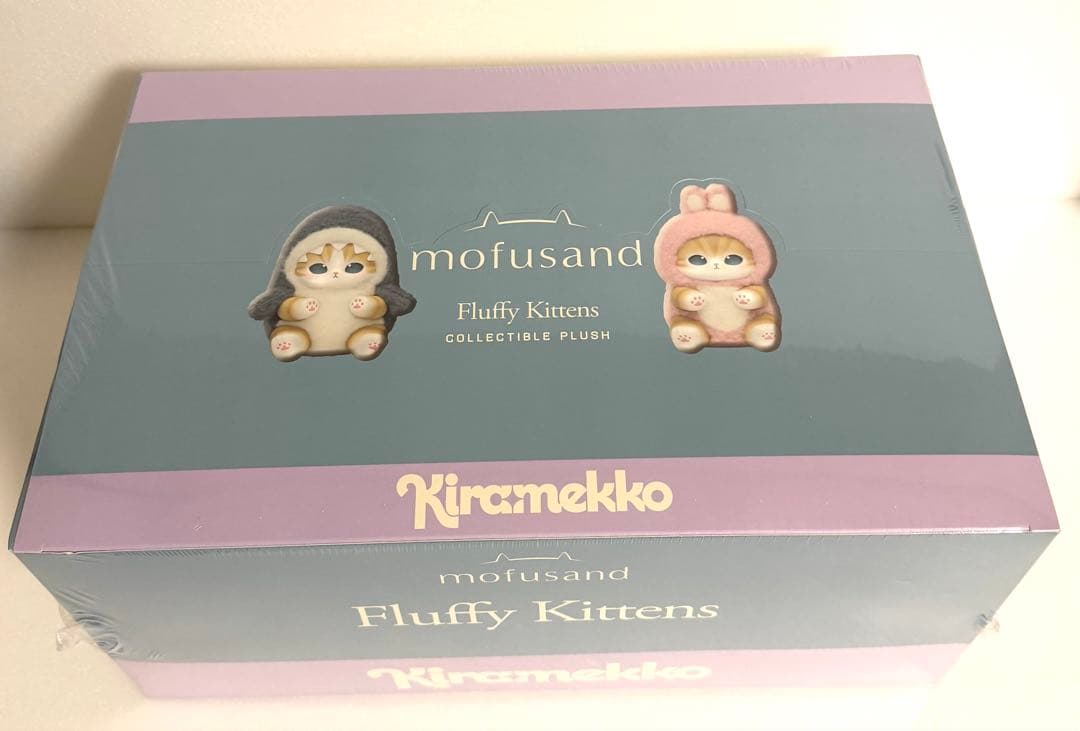 mofusand
Fluffy Kittens
COLLECTIBLE PLUSH
Kiramekko
mofusand
Fluffy Kittens
Kiramekko